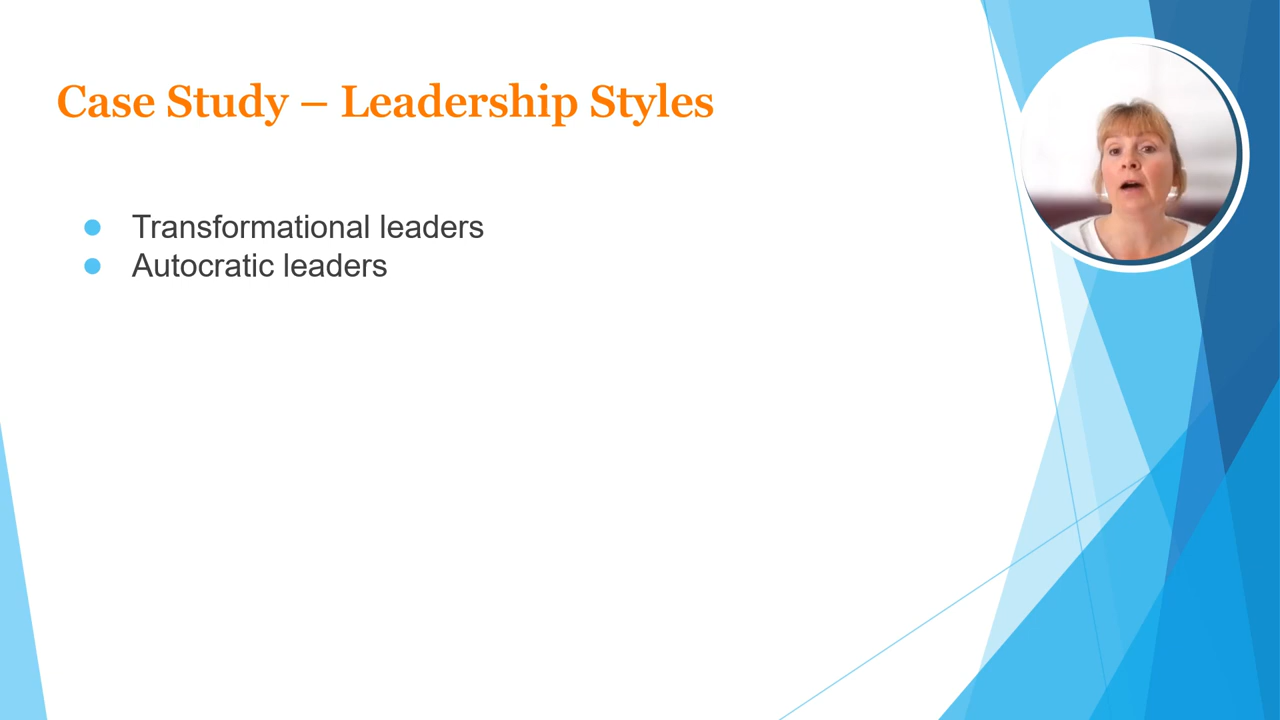 Case Study – Leadership Styles
Transformational leaders
Autocratic leaders